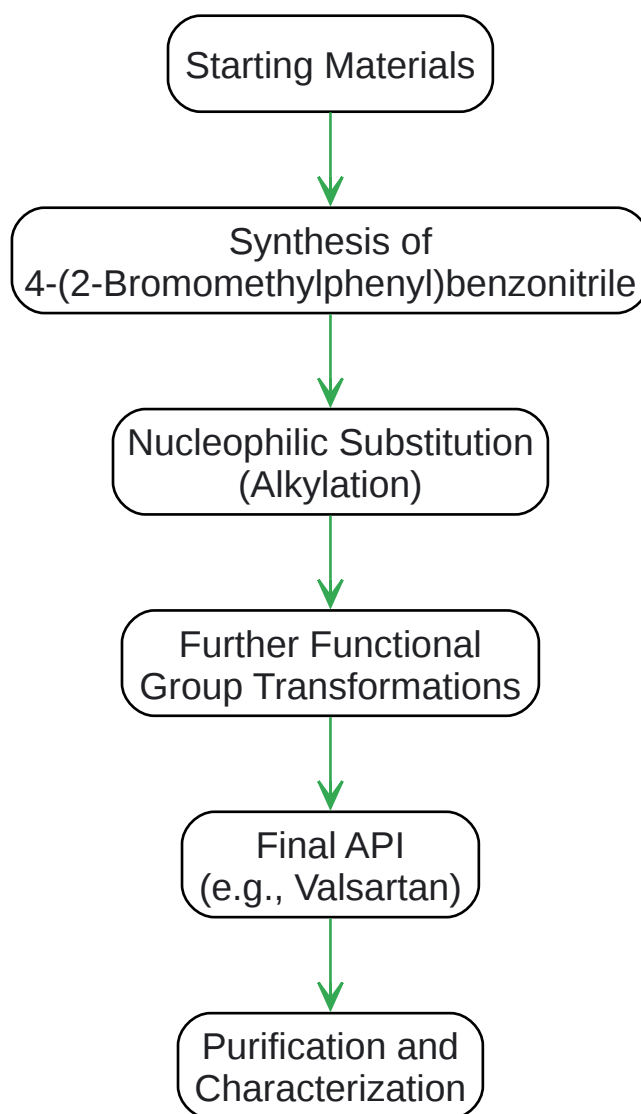 Starting Materials
Synthesis of
4-(2-Bromomethylphenyl)benzonitrile
Nucleophilic Substitution
(Alkylation)
Further Functional
Group Transformations
Final API
(e.g., Valsartan)
Purification and
Characterization